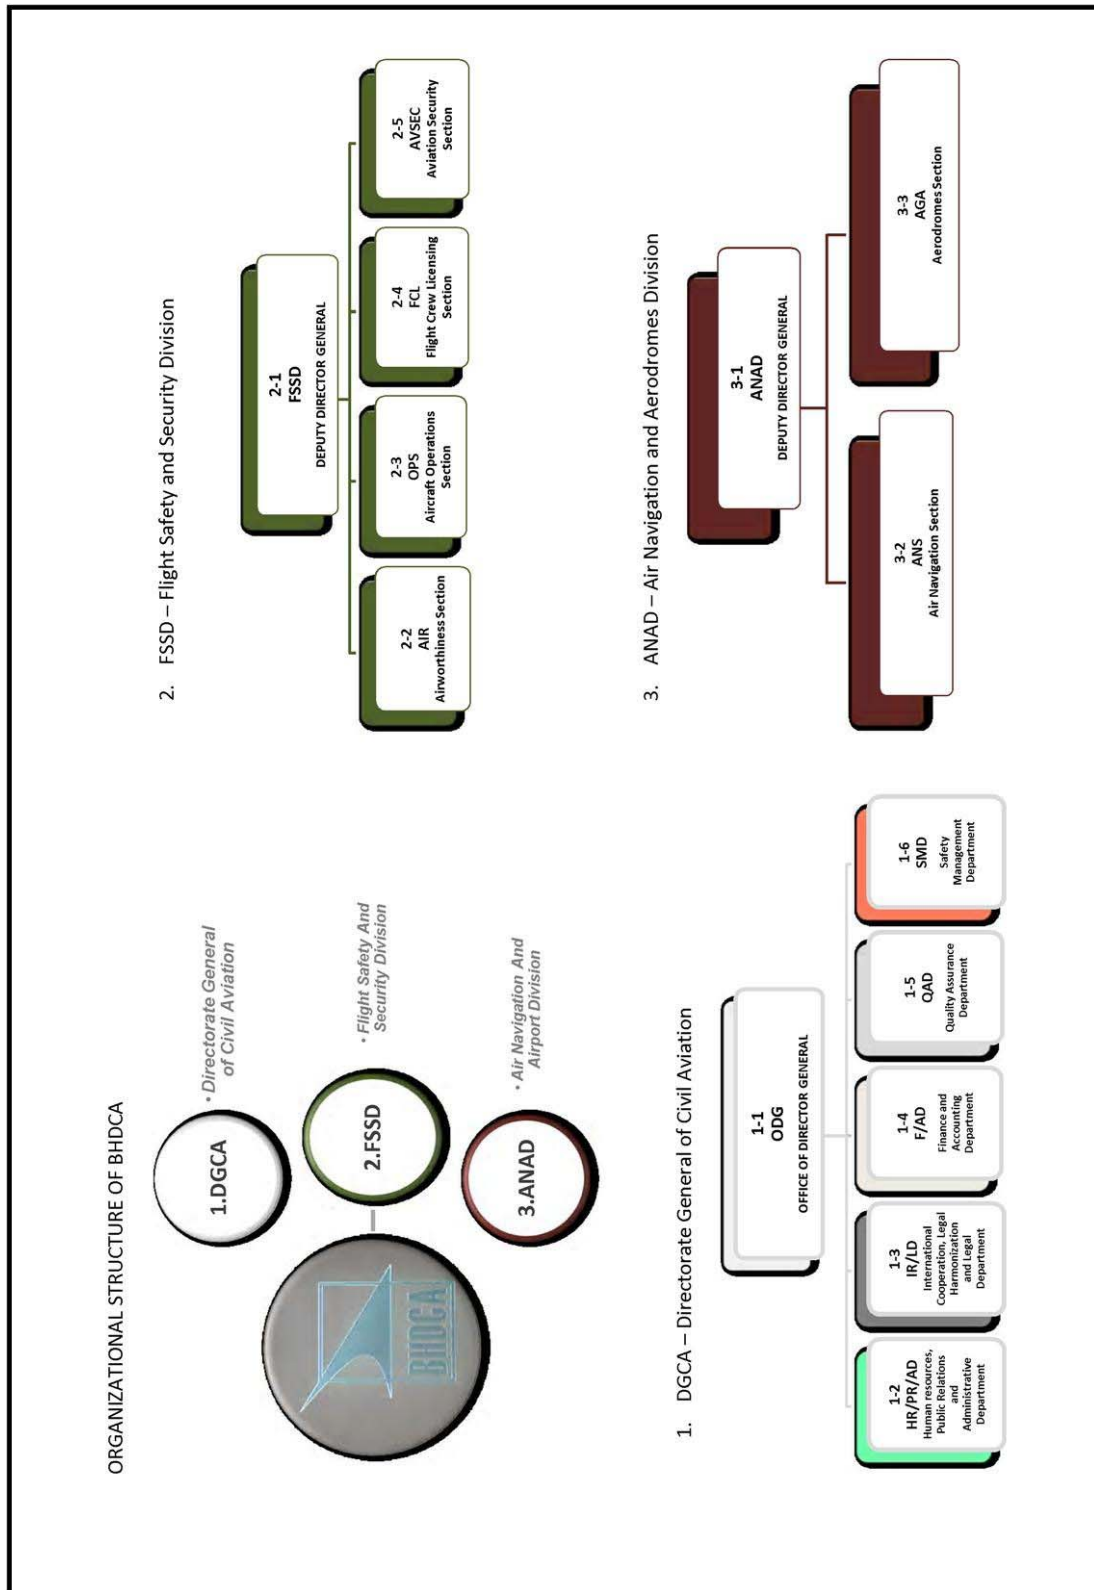 ORGANIZATIONAL STRUCTURE OF BHDCA
BHDCA
1.DGCA
• Directorate General
of Civil Aviation
2.FSSD
• Flight Safety And
Security Division
3.ANAD
• Air Navigation And
Airport Division
2. FSSD – Flight Safety and Security Division
2-1
FSSD
DEPUTY DIRECTOR GENERAL
2-2
AIR
Airworthiness Section
2-3
OPS
Aircraft Operations
Section
2-4
FCL
Flight Crew Licensing
Section
2-5
AVSEC
Aviation Security
Section
1. DGCA – Directorate General of Civil Aviation
1-1
ODG
OFFICE OF DIRECTOR GENERAL
1-2
HR/PR/AD
Human resources,
Public Relations
and
Administrative
Department
1-3
IR/LD
International
Cooperation, Legal
Harmonization
and Legal
Department
1-4
F/AD
Finance and
Accounting
Department
1-5
QAD
Quality Assurance
Department
1-6
SMD
Safety
Management
Department
3. ANAD – Air Navigation and Aerodromes Division
3-1
ANAD
DEPUTY DIRECTOR GENERAL
3-2
ANS
Air Navigation Section
3-3
AGA
Aerodromes Section